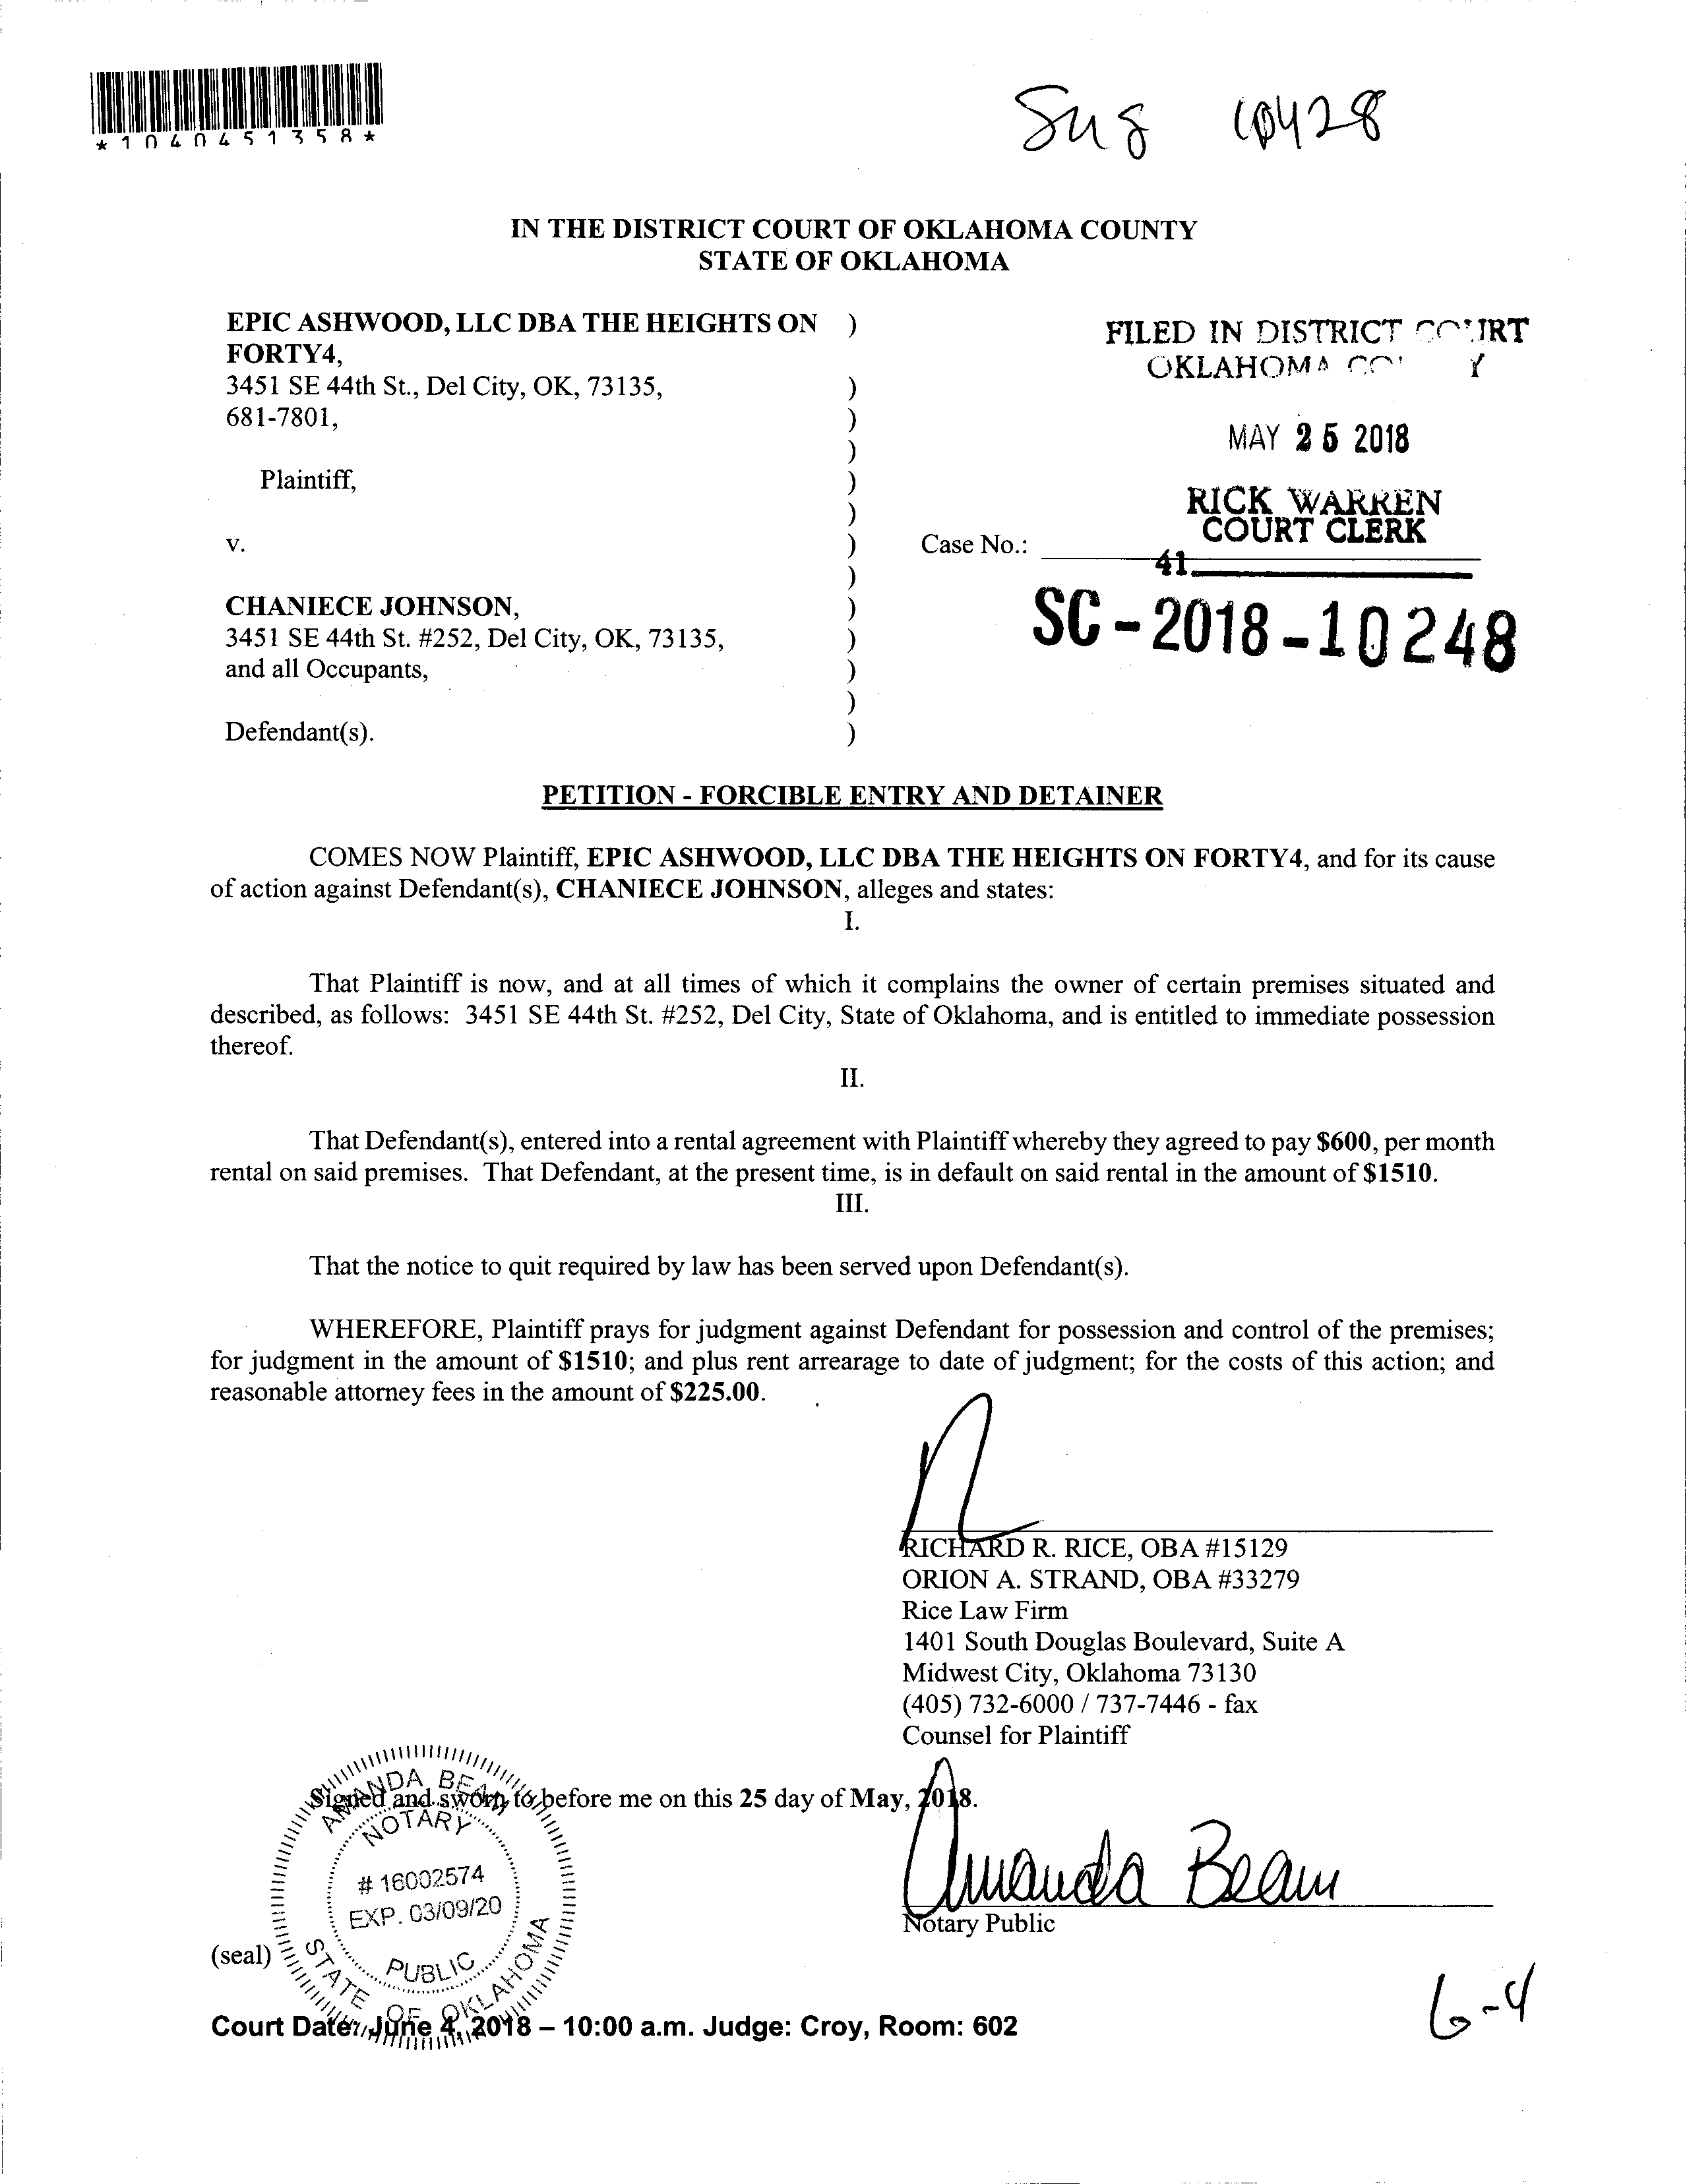 *1040451358*
10428
IN THE DISTRICT COURT OF OKLAHOMA COUNTY
STATE OF OKLAHOMA
EPIC ASHWOOD, LLC DBA THE HEIGHTS ON )
FORTY4,
3451 SE 44th St., Del City, OK, 73135, )
681-7801, )
)
Plaintiff, )
)
v. )
)
CHANIECE JOHNSON, )
3451 SE 44th St. #252, Del City, OK, 73135, )
and all Occupants, )
)
Defendant(s). )
FILED IN DISTRICT COURT
OKLAHOMA
MAY 25 2018
RICK WARREN
COURT CLERK
Case No.:
41
SC-2018-10248
PETITION - FORCIBLE ENTRY AND DETAINER
COMES NOW Plaintiff, EPIC ASHWOOD, LLC DBA THE HEIGHTS ON FORTY4, and for its cause
of action against Defendant(s), CHANIECE JOHNSON, alleges and states:
I.
That Plaintiff is now, and at all times of which it complains the owner of certain premises situated and
described, as follows: 3451 SE 44th St. #252, Del City, State of Oklahoma, and is entitled to immediate possession
thereof.
II.
That Defendant(s), entered into a rental agreement with Plaintiff whereby they agreed to pay $600, per month
rental on said premises. That Defendant, at the present time, is in default on said rental in the amount of $1510.
III.
That the notice to quit required by law has been served upon Defendant(s).
WHEREFORE, Plaintiff prays for judgment against Defendant for possession and control of the premises;
for judgment in the amount of $1510; and plus rent arrearage to date of judgment; for the costs of this action; and
reasonable attorney fees in the amount of $225.00.
RICHARD R. RICE, OBA #15129
ORION A. STRAND, OBA #33279
Rice Law Firm
1401 South Douglas Boulevard, Suite A
Midwest City, Oklahoma 73130
(405) 732-6000 / 737-7446 - fax
Counsel for Plaintiff
Signed and sworn to before me on this 25 day of May, 2018.
AMANDA BEAM
NOTARY
# 16002574
EXP. 03/09/20
PUBLIC
STATE OF OKLAHOMA
Amanda Beam
Notary Public
(seal)
Court Date: June 4, 2018 – 10:00 a.m. Judge: Croy, Room: 602
6-4